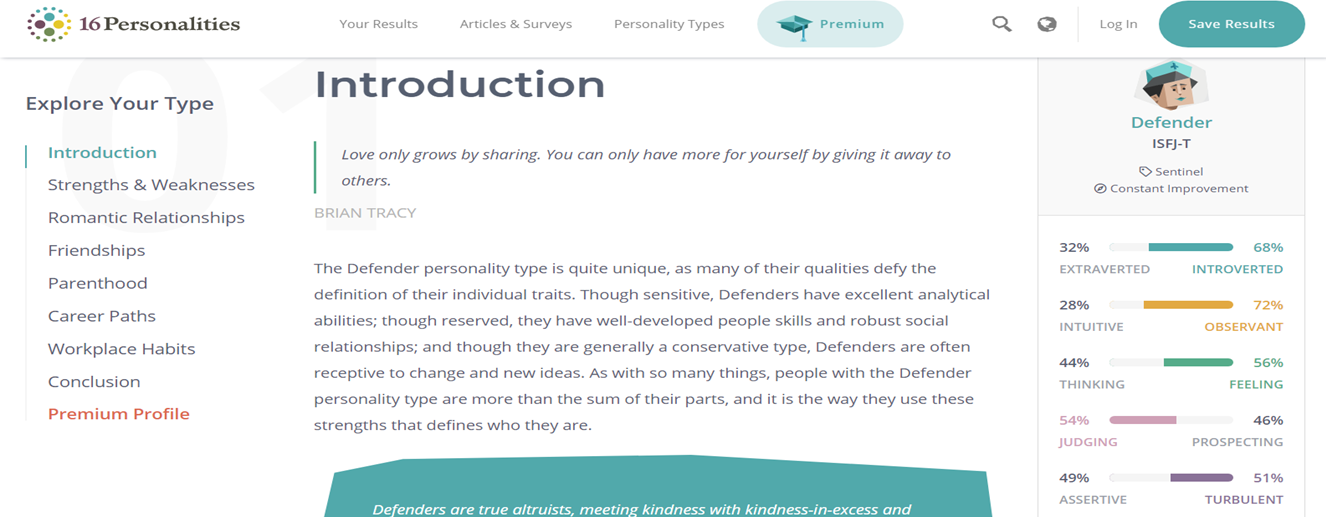 16Personalities
Your Results
Articles & Surveys
Personality Types
Premium
Log In
Save Results
01
Explore Your Type
Introduction
Strengths & Weaknesses
Romantic Relationships
Friendships
Parenthood
Career Paths
Workplace Habits
Conclusion
Premium Profile
Introduction
Love only grows by sharing. You can only have more for yourself by giving it away to
others.
BRIAN TRACY
The Defender personality type is quite unique, as many of their qualities defy the
definition of their individual traits. Though sensitive, Defenders have excellent analytical
abilities; though reserved, they have well-developed people skills and robust social
relationships; and though they are generally a conservative type, Defenders are often
receptive to change and new ideas. As with so many things, people with the Defender
personality type are more than the sum of their parts, and it is the way they use these
strengths that defines who they are.
Defenders are true altruists, meeting kindness with kindness-in-excess and
Defender
ISFJ-T
Sentinel
Constant Improvement
32% 68%
EXTRAVERTED INTROVERTED
28% 72%
INTUITIVE OBSERVANT
44% 56%
THINKING FEELING
54% 46%
JUDGING PROSPECTING
49% 51%
ASSERTIVE TURBULENT